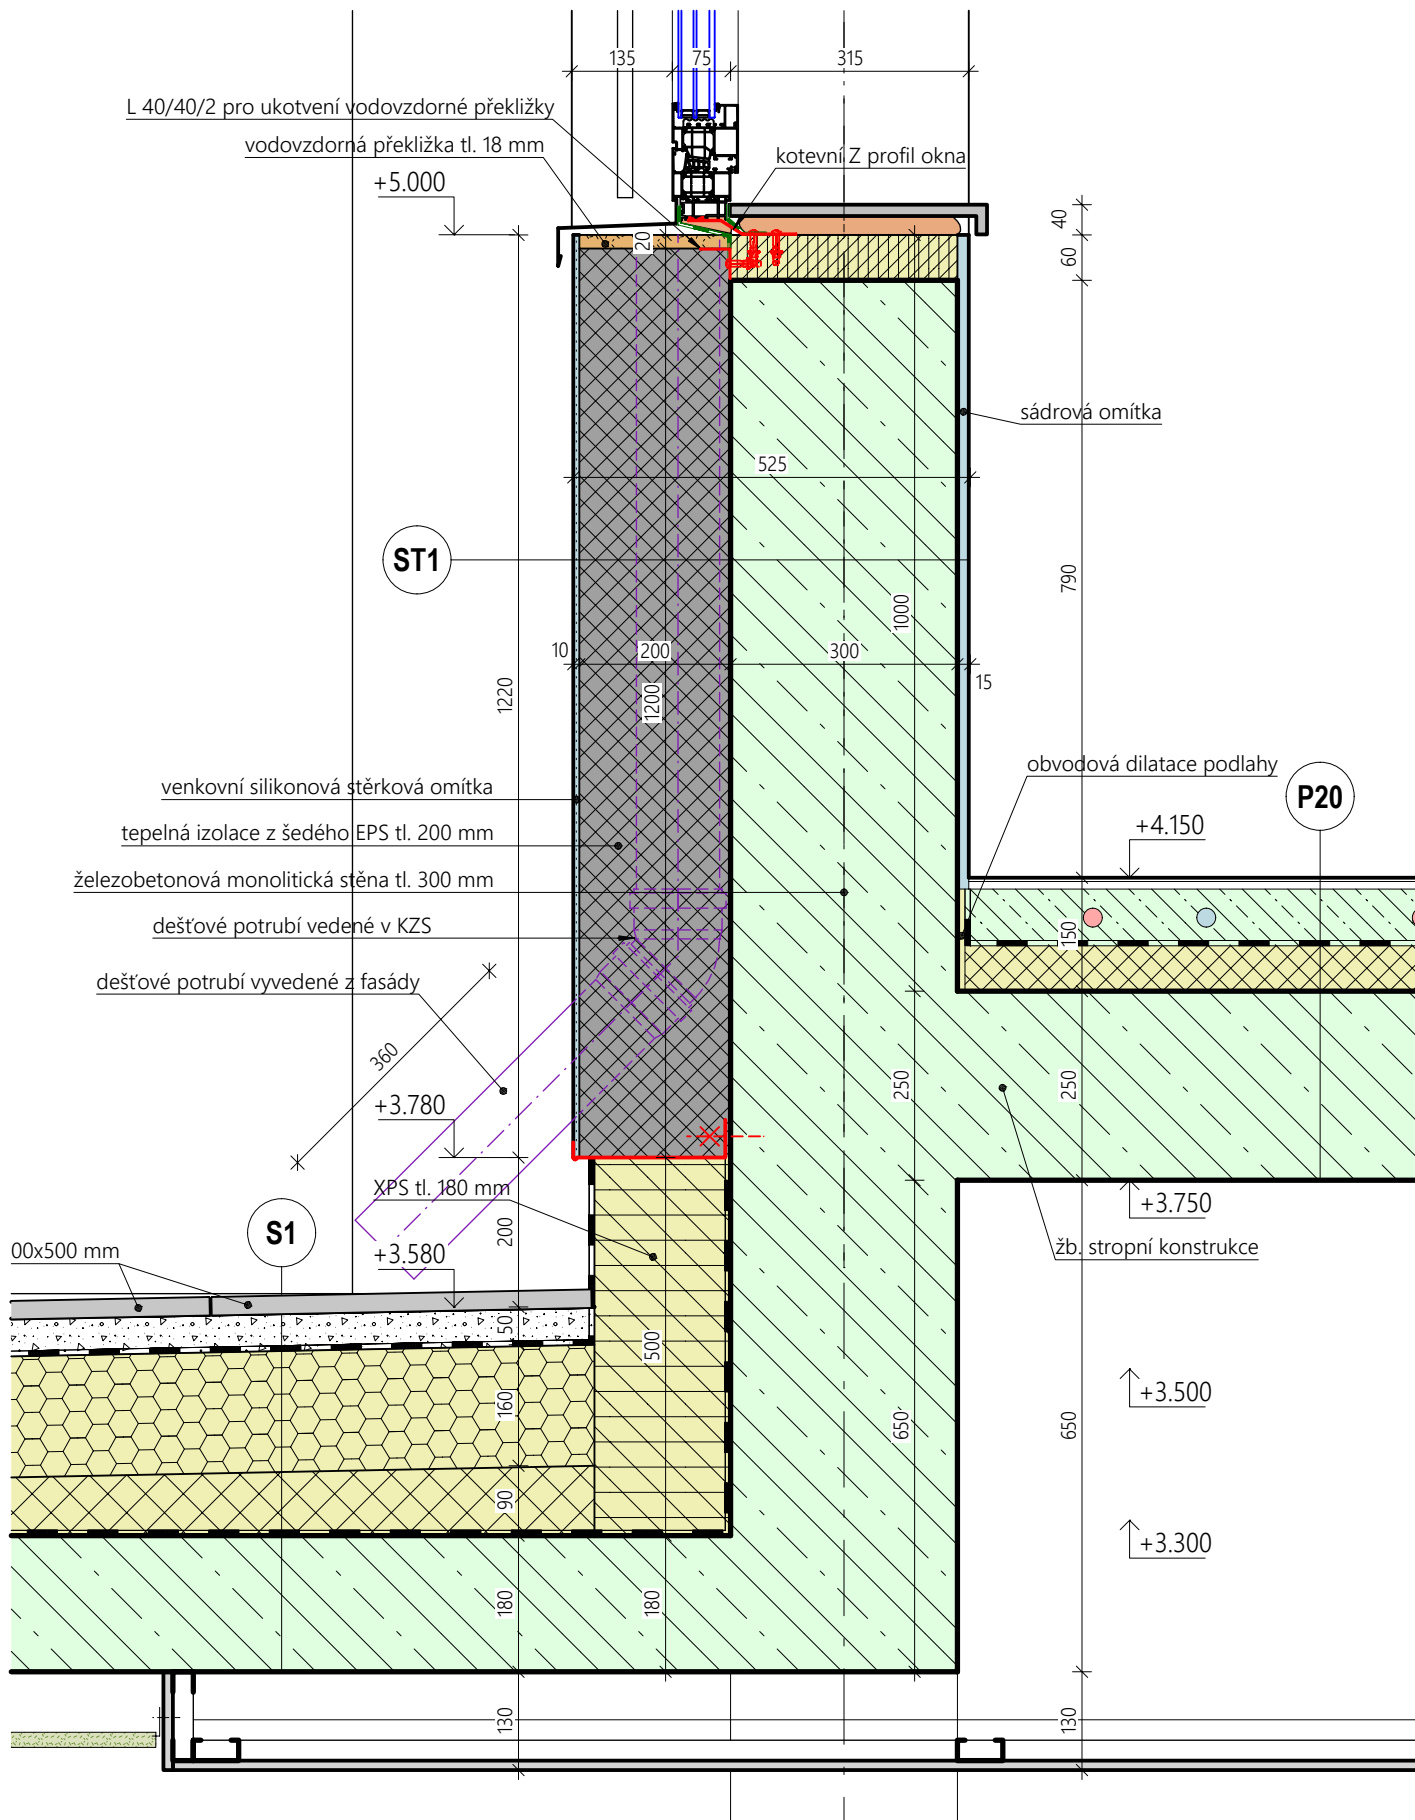 135
75
315
L 40/40/2 pro ukotvení vodovzdorné překližky
vodovzdorná překližka tl. 18 mm
kotevní Z profil okna
+5.000
40
20
60
sádrová omítka
525
ST1
790
1000
10
200
300
15
1220
1200
obvodová dilatace podlahy
venkovní silikonová stěrková omítka
P20
tepelná izolace z šedého EPS tl. 200 mm
+4.150
železobetonová monolitická stěna tl. 300 mm
dešťové potrubí vedené v KZS
150
dešťové potrubí vyvedené z fasády
360
250
250
+3.780
XPS tl. 180 mm
+3.750
S1
200
00x500 mm
+3.580
žb. stropní konstrukce
50
500
+3.500
160
650
650
90
+3.300
180
180
130
130